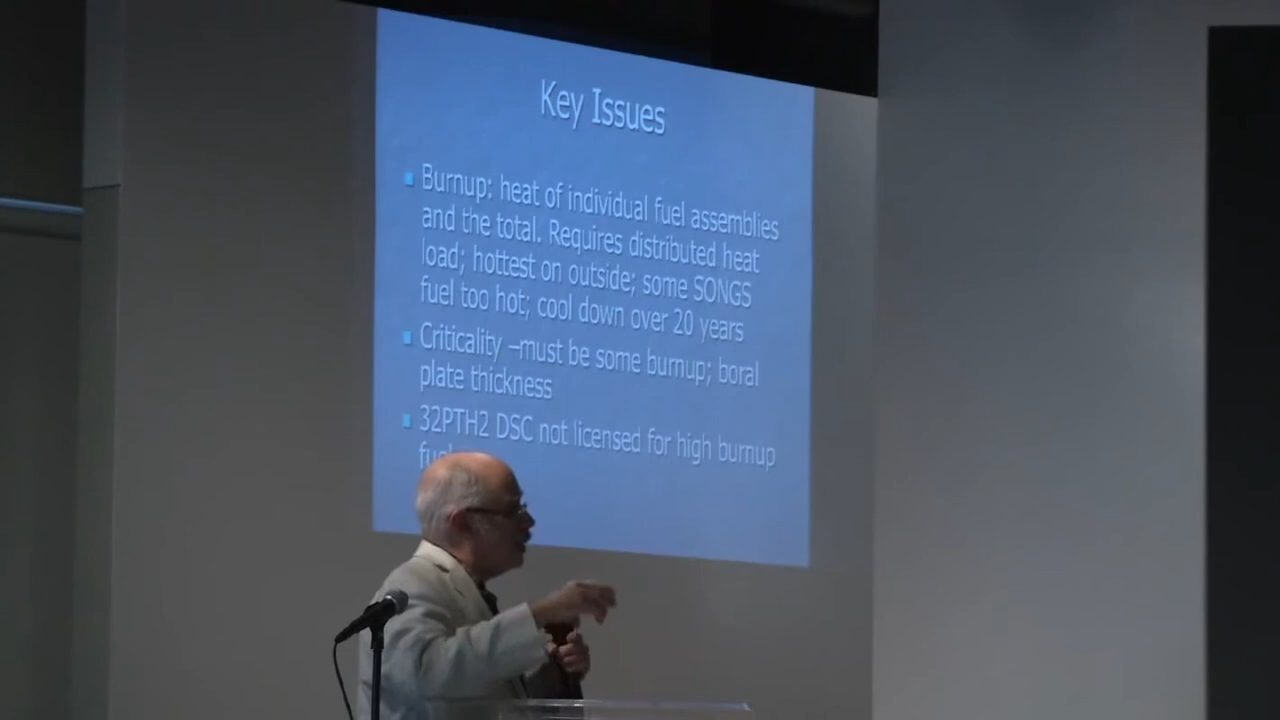 Key Issues
Burnup: heat of individual fuel assemblies
and the total. Requires distributed heat
load; hottest on outside; some SONGS
fuel too hot; cool down over 20 years
Criticality –must be some burnup; boral
plate thickness
32PTH2 DSC not licensed for high burnup